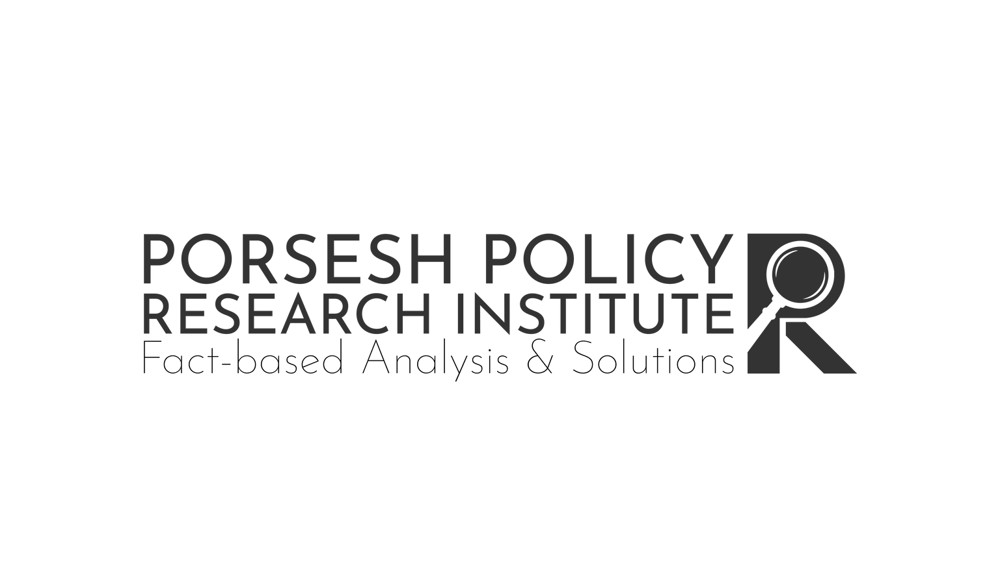 PORSESH POLICY
RESEARCH INSTITUTE
Fact-based Analysis & Solutions